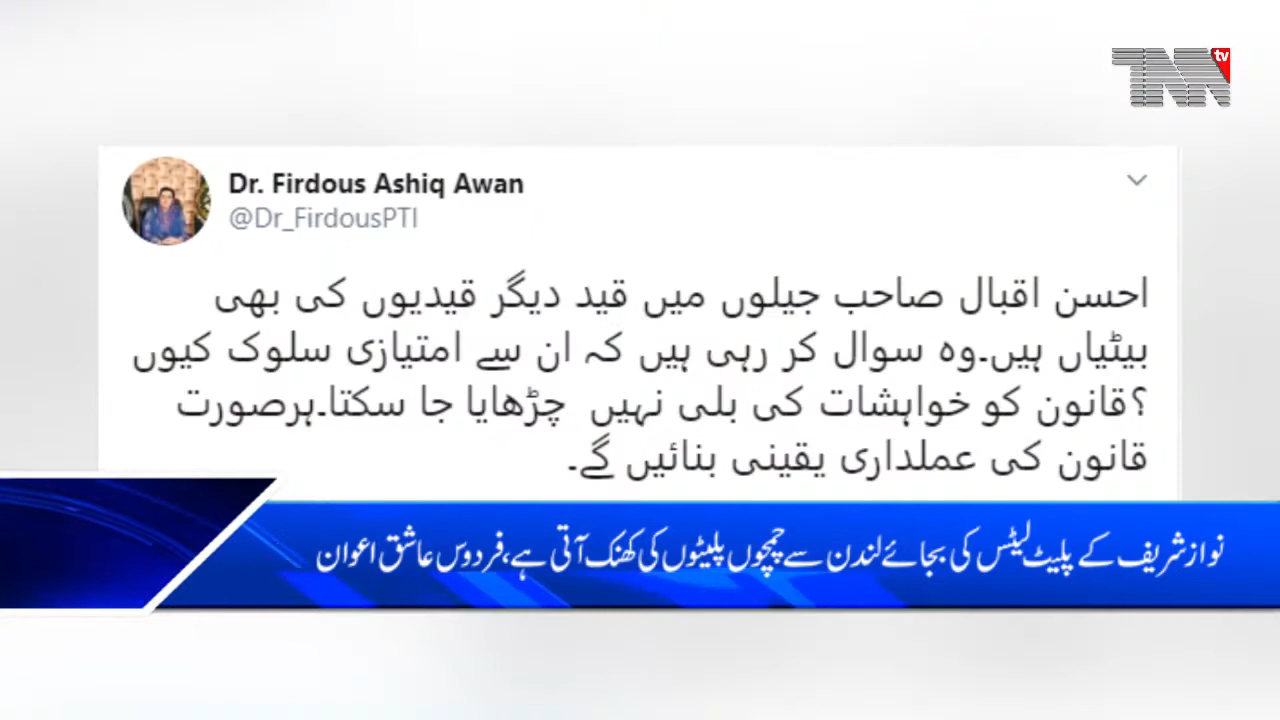 TNN tv
Dr. Firdous Ashiq Awan
@Dr_FirdousPTI
احسن اقبال صاحب جیلوں میں قید دیگر قیدیوں کی بھی
بیٹیاں ہیں۔وہ سوال کر رہی ہیں کہ ان سے امتیازی سلوک کیوں
؟قانون کو خواہشات کی بلی نہیں چڑھایا جا سکتا۔ہرصورت
قانون کی عملداری یقینی بنائیں گے۔
نوازشریف کے پلیٹ لیٹس کی بجائے لندن سے چمچوں پلیٹوں کی کھنک آتی ہے،فردوس عاشق اعوان